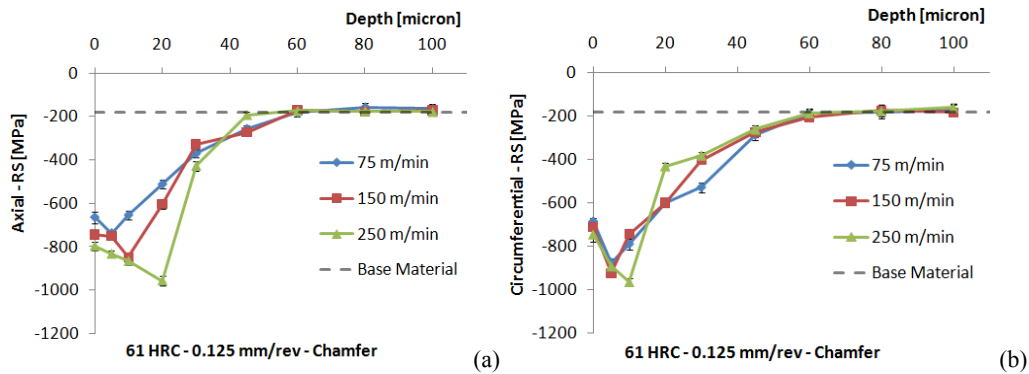 Depth [micron]
0 20 40 60 80 100
0
-200
-400
-600
-800
-1000
-1200
Axial - RS [MPa]
75 m/min
150 m/min
250 m/min
Base Material
61 HRC - 0.125 mm/rev - Chamfer
(a)
Depth [micron]
0 20 40 60 80 100
0
-200
-400
-600
-800
-1000
-1200
Circumferential - RS [MPa]
75 m/min
150 m/min
250 m/min
Base Material
61 HRC - 0.125 mm/rev - Chamfer
(b)